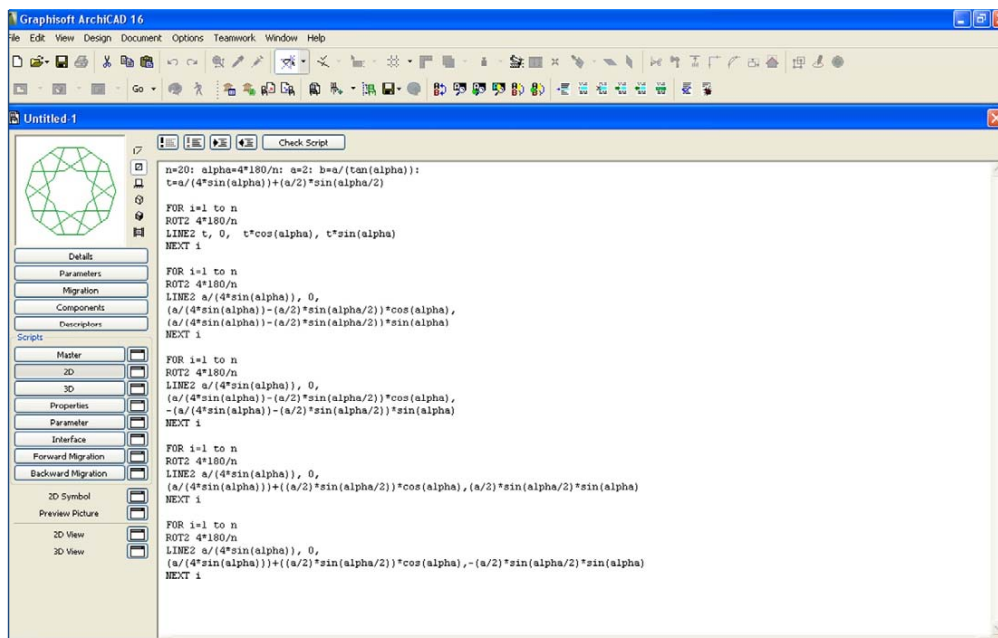 Graphisoft ArchiCAD 16
File Edit View Design Document Options Teamwork Window Help
Go
Untitled-1
Check Script
Details
Parameters
Migration
Components
Descriptors
Scripts
Master
2D
3D
Properties
Parameter
Interface
Forward Migration
Backward Migration
2D Symbol
Preview Picture
2D View
3D View
n=20: alpha=4*180/n: a=2: b=a/(tan(alpha)):
t=a/(4*sin(alpha))+(a/2)*sin(alpha/2)
FOR i=1 to n
ROT2 4*180/n
LINE2 t, 0, t*cos(alpha), t*sin(alpha)
NEXT i
FOR i=1 to n
ROT2 4*180/n
LINE2 a/(4*sin(alpha)), 0,
(a/(4*sin(alpha))-(a/2)*sin(alpha/2))*cos(alpha),
(a/(4*sin(alpha))-(a/2)*sin(alpha/2))*sin(alpha)
NEXT i
FOR i=1 to n
ROT2 4*180/n
LINE2 a/(4*sin(alpha)), 0,
(a/(4*sin(alpha))-(a/2)*sin(alpha/2))*cos(alpha),
-(a/(4*sin(alpha))-(a/2)*sin(alpha/2))*sin(alpha)
NEXT i
FOR i=1 to n
ROT2 4*180/n
LINE2 a/(4*sin(alpha)), 0,
(a/(4*sin(alpha)))+((a/2)*sin(alpha/2))*cos(alpha),(a/2)*sin(alpha/2)*sin(alpha)
NEXT i
FOR i=1 to n
ROT2 4*180/n
LINE2 a/(4*sin(alpha)), 0,
(a/(4*sin(alpha)))+((a/2)*sin(alpha/2))*cos(alpha),-(a/2)*sin(alpha/2)*sin(alpha)
NEXT i